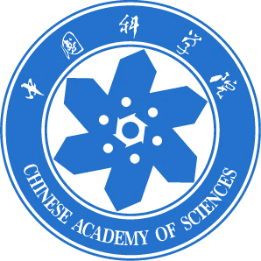 中国科学院
CHINESE ACADEMY OF SCIENCES